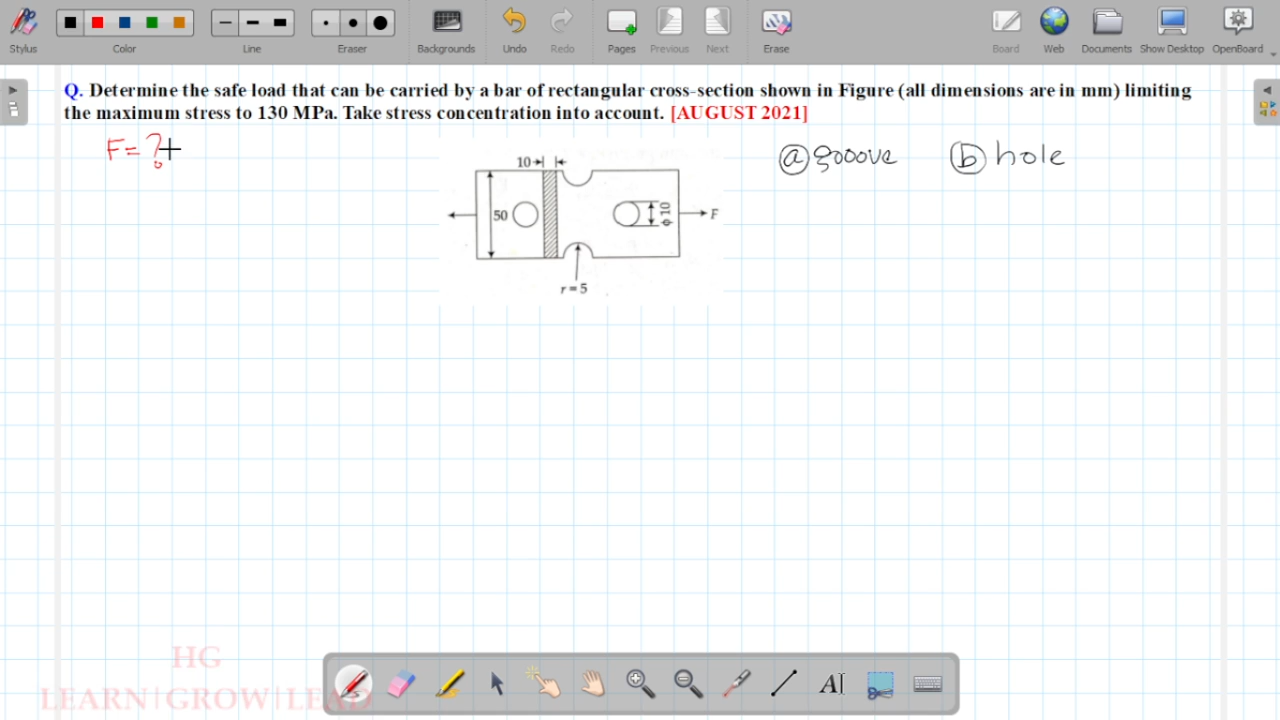 Stylus
Color
Line
Eraser
Backgrounds
Undo
Redo
Pages
Previous
Next
Erase
Board
Web
Documents
Show Desktop
OpenBoard
Q. Determine the safe load that can be carried by a bar of rectangular cross-section shown in Figure (all dimensions are in mm) limiting
the maximum stress to 130 MPa. Take stress concentration into account. [AUGUST 2021]
F = ?
ⓐ groove
ⓑ hole
10
50
ϕ 10
F
r = 5
HG
LEARN|GROW|LEAD
AI